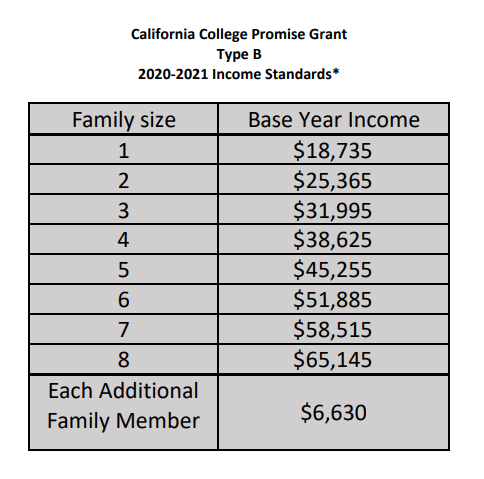 California College Promise Grant
Type B
2020-2021 Income Standards*
Family size Base Year Income
1 $18,735
2 $25,365
3 $31,995
4 $38,625
5 $45,255
6 $51,885
7 $58,515
8 $65,145
Each Additional
Family Member $6,630